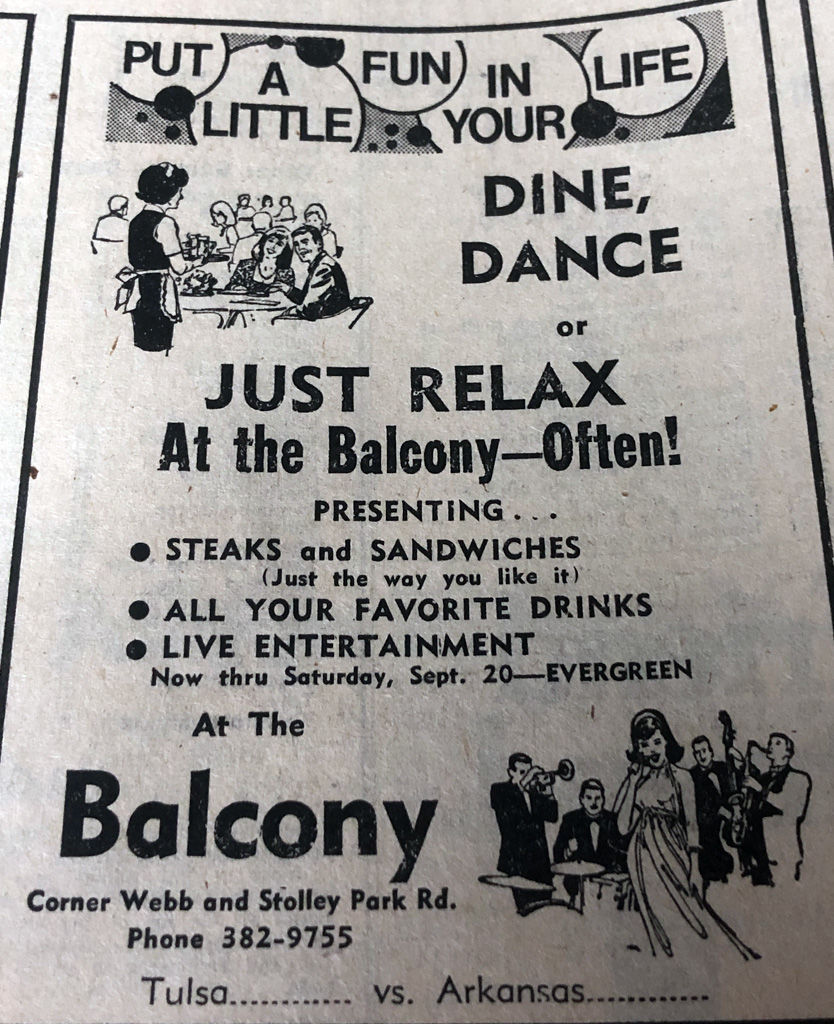 PUT A LITTLE FUN IN YOUR LIFE
DINE,
DANCE
or
JUST RELAX
At the Balcony—Often!
PRESENTING . . .
● STEAKS and SANDWICHES
(Just the way you like it)
● ALL YOUR FAVORITE DRINKS
● LIVE ENTERTAINMENT
Now thru Saturday, Sept. 20—EVERGREEN
At The
Balcony
Corner Webb and Stolley Park Rd.
Phone 382-9755
Tulsa............ vs. Arkansas............